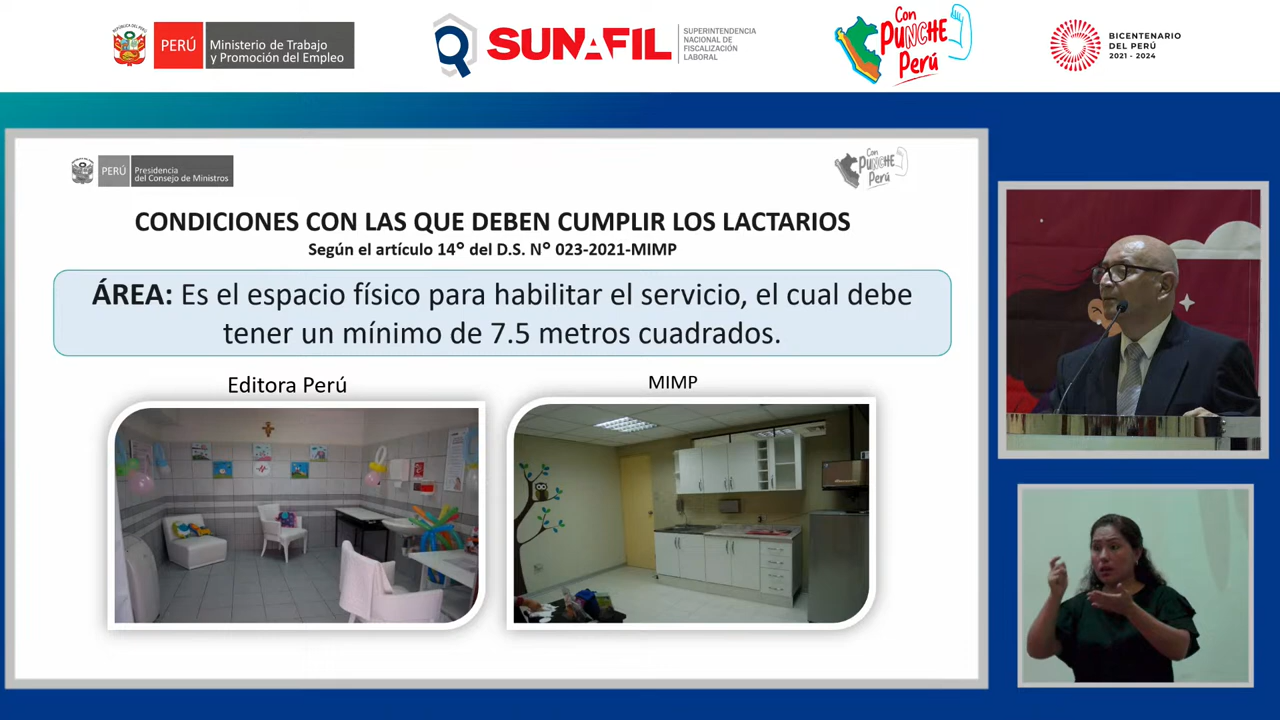 PERÚ
Ministerio de Trabajo
y Promoción del Empleo
SUNAFIL
SUPERINTENDENCIA
NACIONAL DE
FISCALIZACIÓN
LABORAL
Con
PUNCHE
Perú
BICENTENARIO
DEL PERÚ
2021 - 2024
PERÚ
Presidencia
del Consejo de Ministros
Con
PUNCHE
Perú
CONDICIONES CON LAS QUE DEBEN CUMPLIR LOS LACTARIOS
Según el artículo 14° del D.S. N° 023-2021-MIMP
ÁREA: Es el espacio físico para habilitar el servicio, el cual debe
tener un mínimo de 7.5 metros cuadrados.
Editora Perú
MIMP